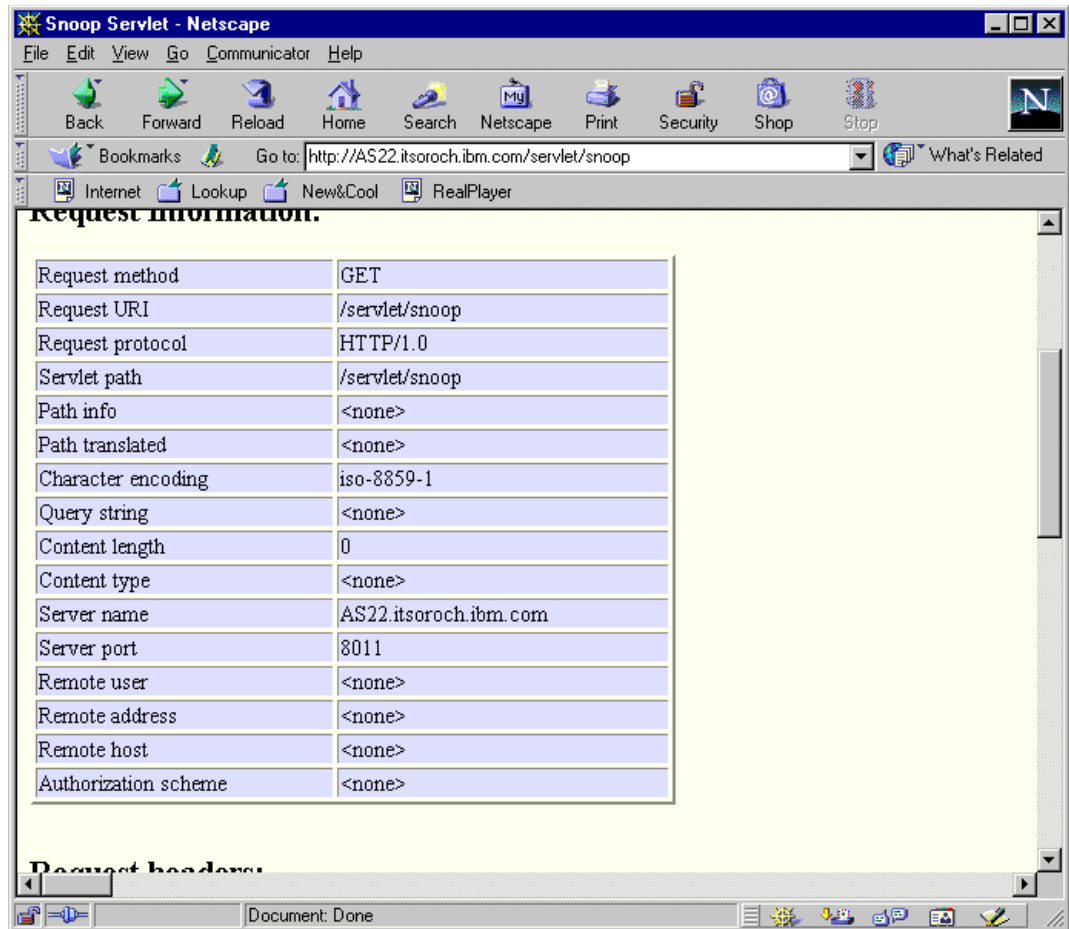 Snoop Servlet - Netscape
File Edit View Go Communicator Help
My
N
Back Forward Reload Home Search Netscape Print Security Shop Stop
Bookmarks Go to: http://AS22.itsoroch.ibm.com/servlet/snoop What's Related
Internet Lookup New&Cool RealPlayer
Request information:
Request method GET
Request URI /servlet/snoop
Request protocol HTTP/1.0
Servlet path /servlet/snoop
Path info <none>
Path translated <none>
Character encoding iso-8859-1
Query string <none>
Content length 0
Content type <none>
Server name AS22.itsoroch.ibm.com
Server port 8011
Remote user <none>
Remote address <none>
Remote host <none>
Authorization scheme <none>
Request headers:
Document: Done